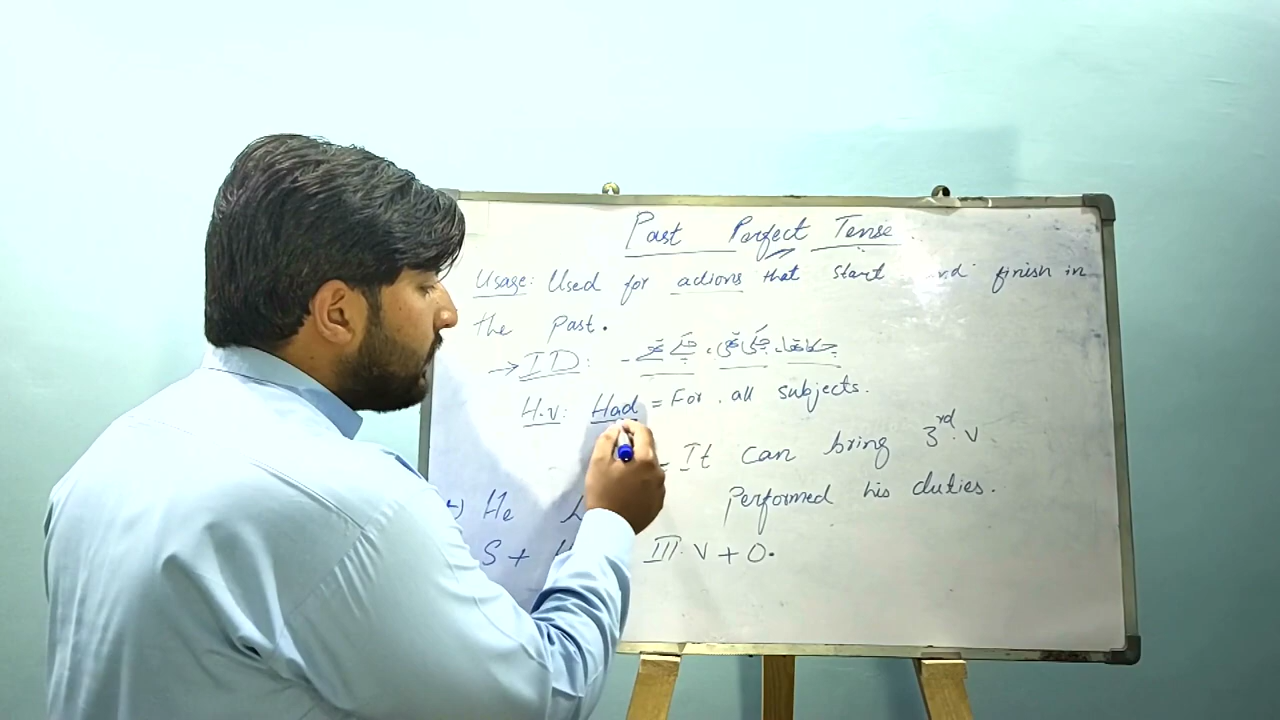 Past Perfect Tense
Usage: Used for actions that start and finish in
the past.
→ ID: چکا تھا، چکی تھی، چکے تھے -
H.V: Had = For all subjects.
It can bring 3rd. V
He performed his duties.
S + III. V + O.